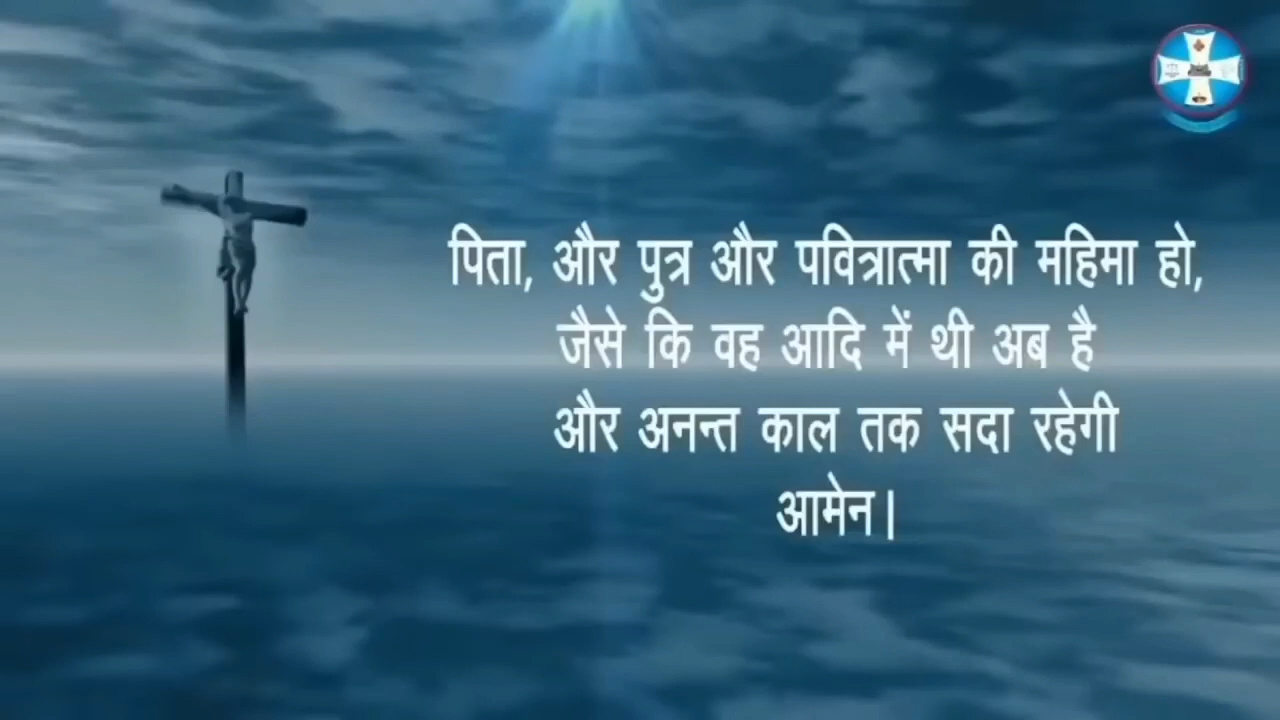 पिता, और पुत्र और पवित्रात्मा की महिमा हो,
जैसे कि वह आदि में थी अब है
और अनन्त काल तक सदा रहेगी
आमेन।